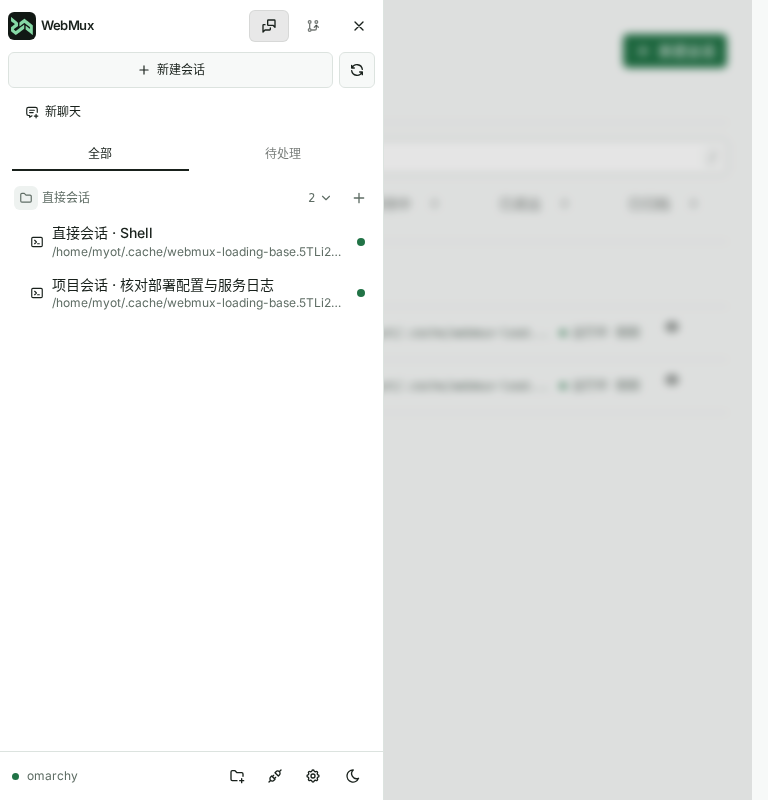 WebMux
新建会话
新聊天
全部
待处理
直接会话
2
直接会话 · Shell
/home/myot/.cache/webmux-loading-base.5TLi2...
项目会话 · 核对部署配置与服务日志
/home/myot/.cache/webmux-loading-base.5TLi2...
omarchy